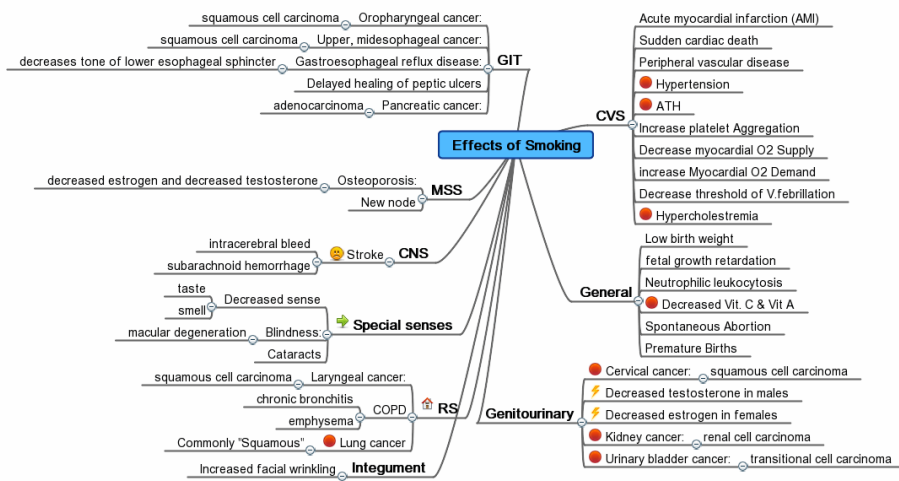 Effects of Smoking
GIT
Oropharyngeal cancer:
squamous cell carcinoma
Upper, midesophageal cancer:
squamous cell carcinoma
Gastroesophageal reflux disease:
decreases tone of lower esophageal sphincter
Delayed healing of peptic ulcers
Pancreatic cancer:
adenocarcinoma
MSS
Osteoporosis:
decreased estrogen and decreased testosterone
New node
CNS
Stroke
intracerebral bleed
subarachnoid hemorrhage
Special senses
Decreased sense
taste
smell
Blindness:
macular degeneration
Cataracts
RS
Laryngeal cancer:
squamous cell carcinoma
COPD
chronic bronchitis
emphysema
Lung cancer
Commonly "Squamous"
Integument
Increased facial wrinkling
CVS
Acute myocardial infarction (AMI)
Sudden cardiac death
Peripheral vascular disease
Hypertension
ATH
Increase platelet Aggregation
Decrease myocardial O2 Supply
increase Myocardial O2 Demand
Decrease threshold of V.febrillation
Hypercholestremia
General
Low birth weight
fetal growth retardation
Neutrophilic leukocytosis
Decreased Vit. C & Vit A
Spontaneous Abortion
Premature Births
Genitourinary
Cervical cancer:
squamous cell carcinoma
Decreased testosterone in males
Decreased estrogen in females
Kidney cancer:
renal cell carcinoma
Urinary bladder cancer:
transitional cell carcinoma